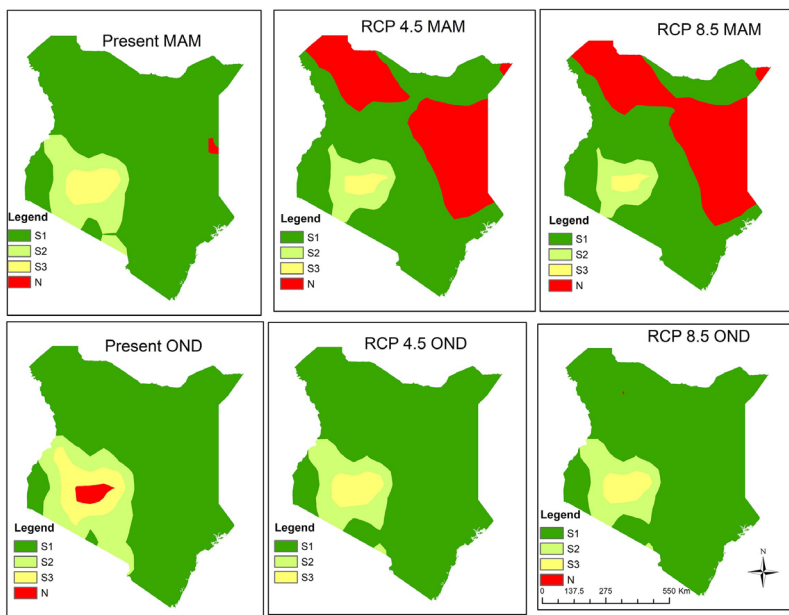 Present MAM
Legend
S1
S2
S3
N
RCP 4.5 MAM
Legend
S1
S2
S3
N
RCP 8.5 MAM
Legend
S1
S2
S3
N
Present OND
Legend
S1
S2
S3
N
RCP 4.5 OND
Legend
S1
S2
S3
RCP 8.5 OND
Legend
S1
S2
S3
N
N
0 137.5 275 550 Km